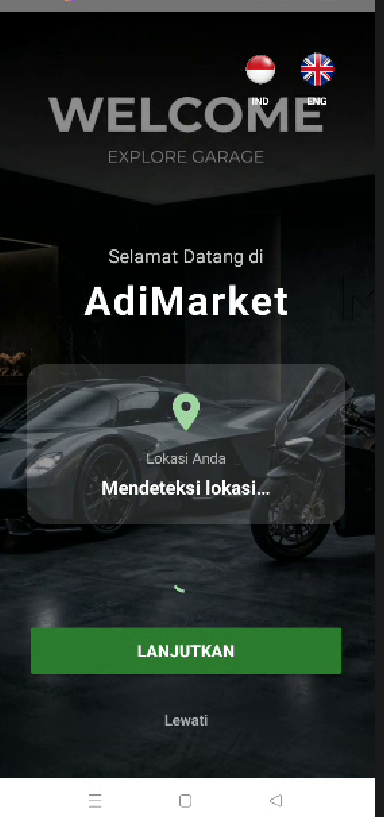 IND ENG
WELCOME
EXPLORE GARAGE
Selamat Datang di
AdiMarket
Lokasi Anda
Mendeteksi lokasi...
LANJUTKAN
Lewati